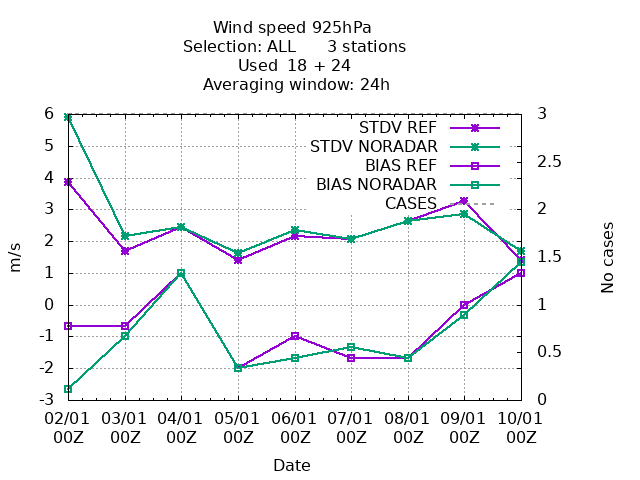 Wind speed 925hPa
Selection: ALL      3 stations
Used  18 + 24
Averaging window: 24h
STDV REF
STDV NORADAR
BIAS REF
BIAS NORADAR
CASES
6
5
4
3
2
1
0
-1
-2
-3
m/s
3
2.5
2
1.5
1
0.5
0
No cases
02/01 03/01 04/01 05/01 06/01 07/01 08/01 09/01 10/01
00Z 00Z 00Z 00Z 00Z 00Z 00Z 00Z 00Z
Date